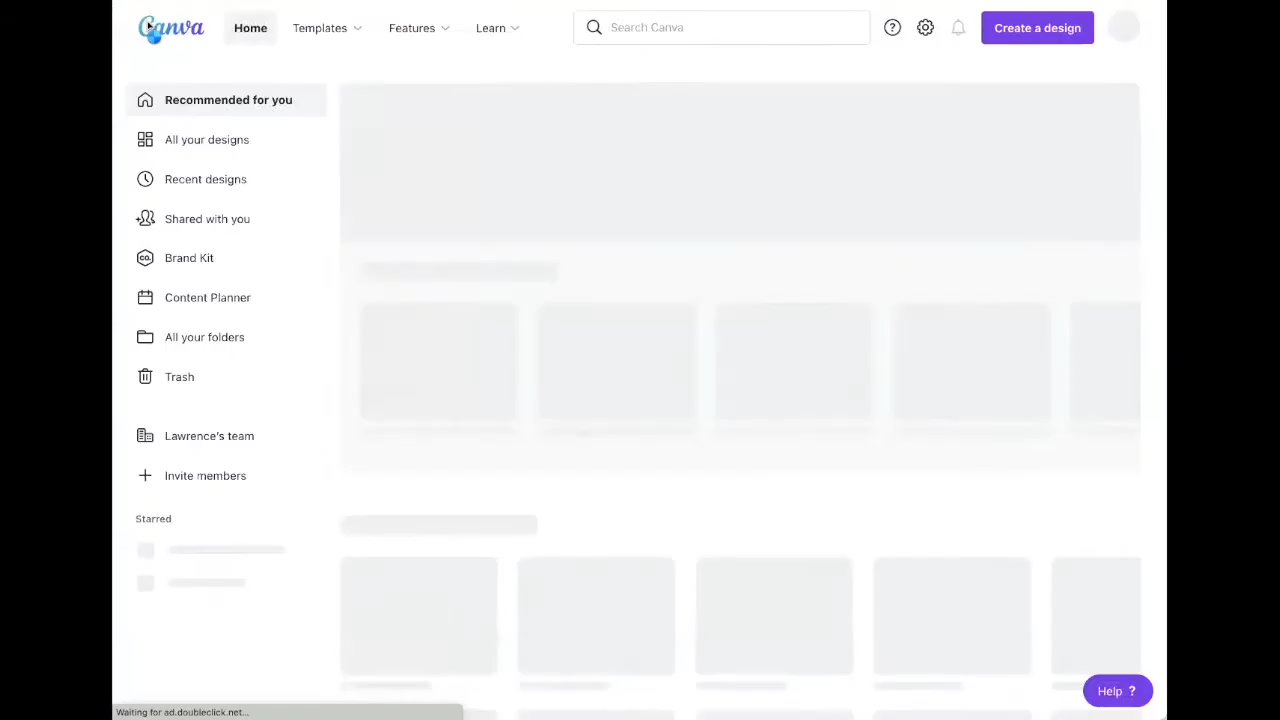 Canva
Home
Templates
Features
Learn
Search Canva
?
Create a design
Recommended for you
All your designs
Recent designs
Shared with you
CO.
Brand Kit
Content Planner
All your folders
Trash
Lawrence's team
Invite members
Starred
Help ?
Waiting for ad.doubleclick.net...